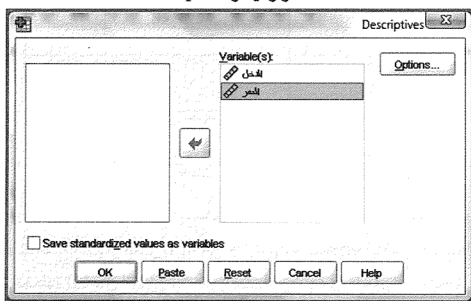 Descriptives
Variable(s):
الدخل
العمر
Options...
Save standardized values as variables
OK
Paste
Reset
Cancel
Help